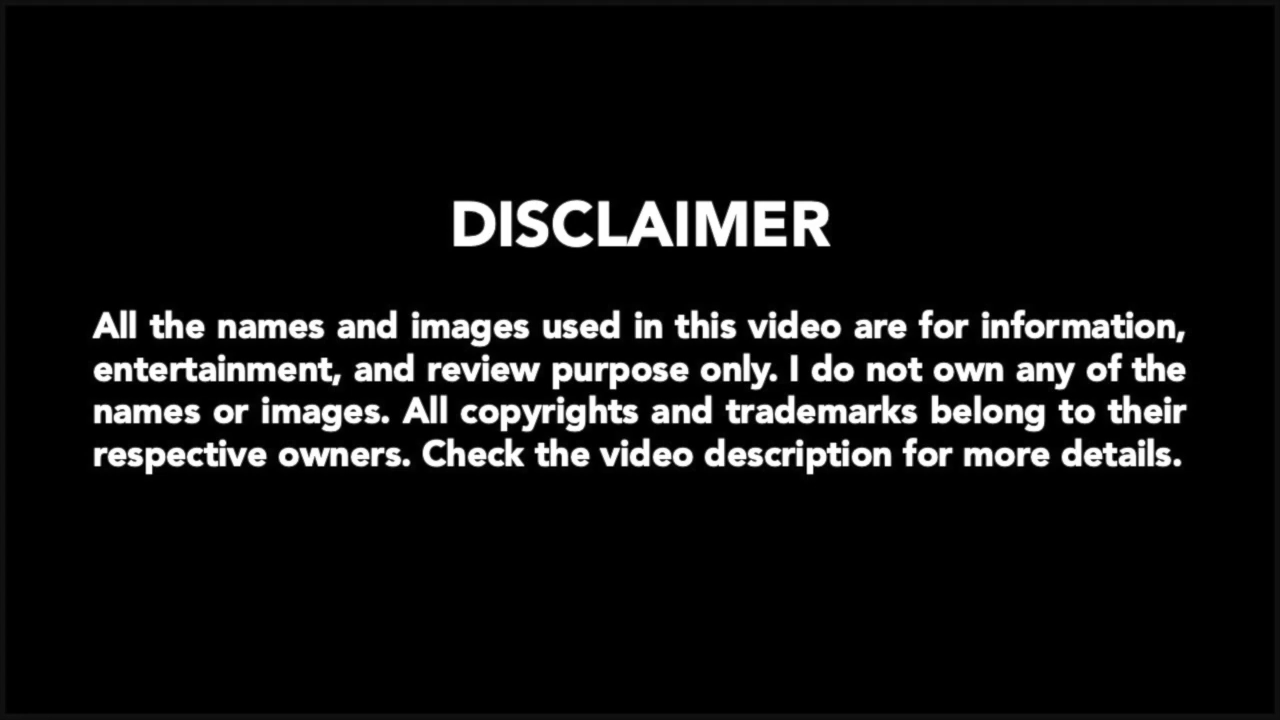 DISCLAIMER
All the names and images used in this video are for information,
entertainment, and review purpose only. I do not own any of the
names or images. All copyrights and trademarks belong to their
respective owners. Check the video description for more details.